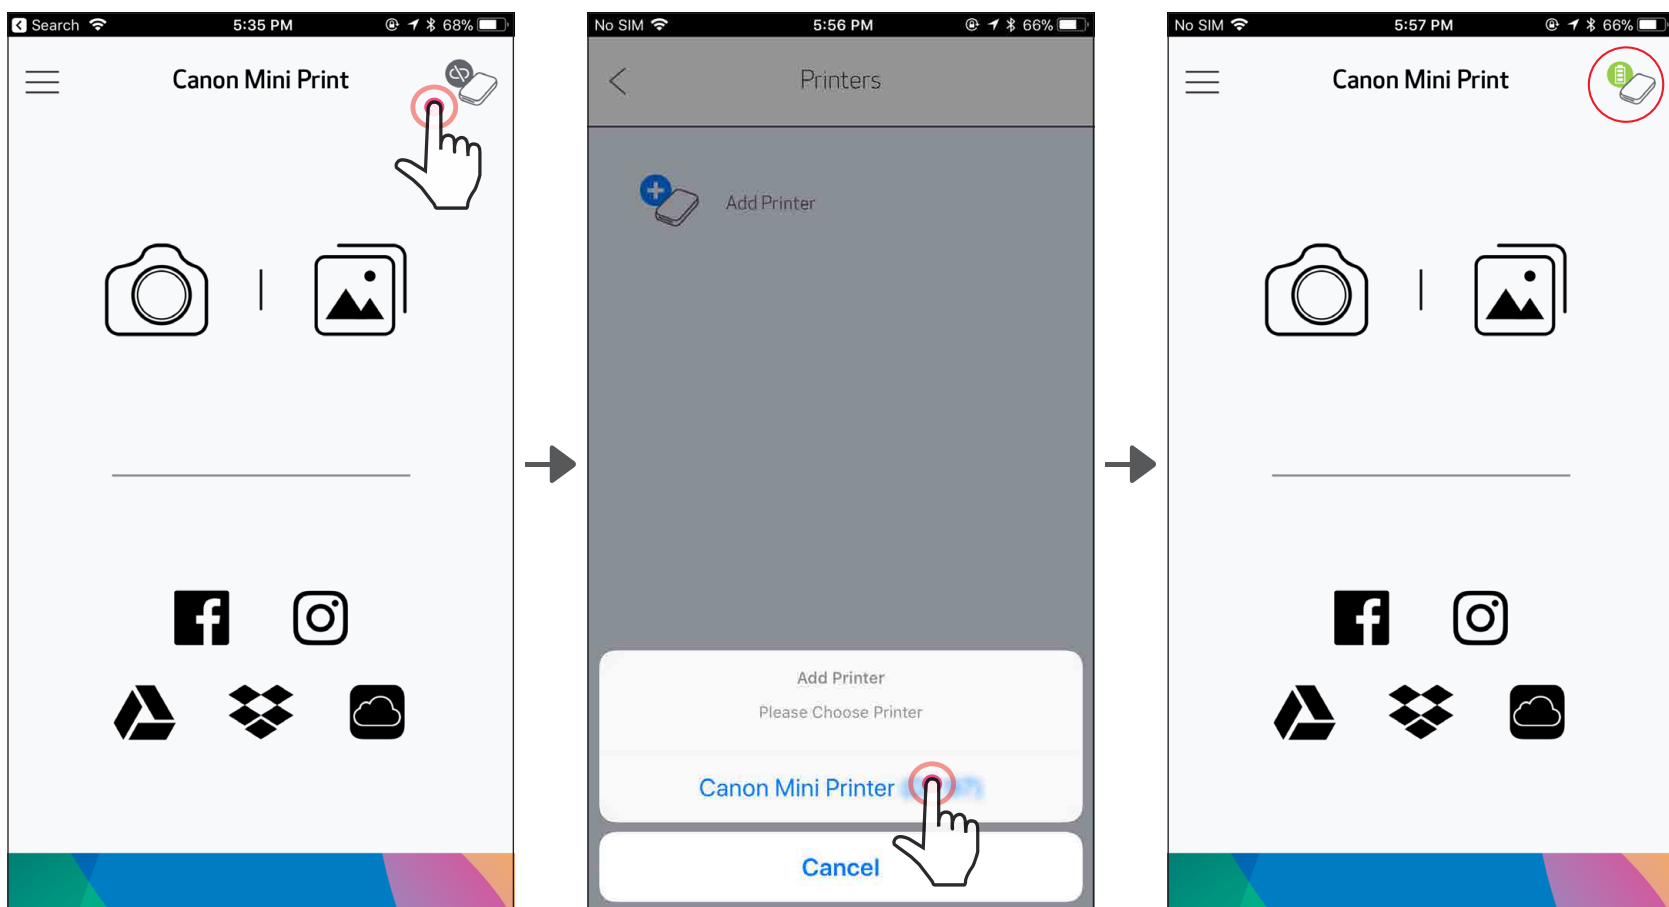 Search 5:35 PM 68%
Canon Mini Print
No SIM 5:56 PM 66%
Printers
Add Printer
Add Printer
Please Choose Printer
Canon Mini Printer
Cancel
No SIM 5:57 PM 66%
Canon Mini Print